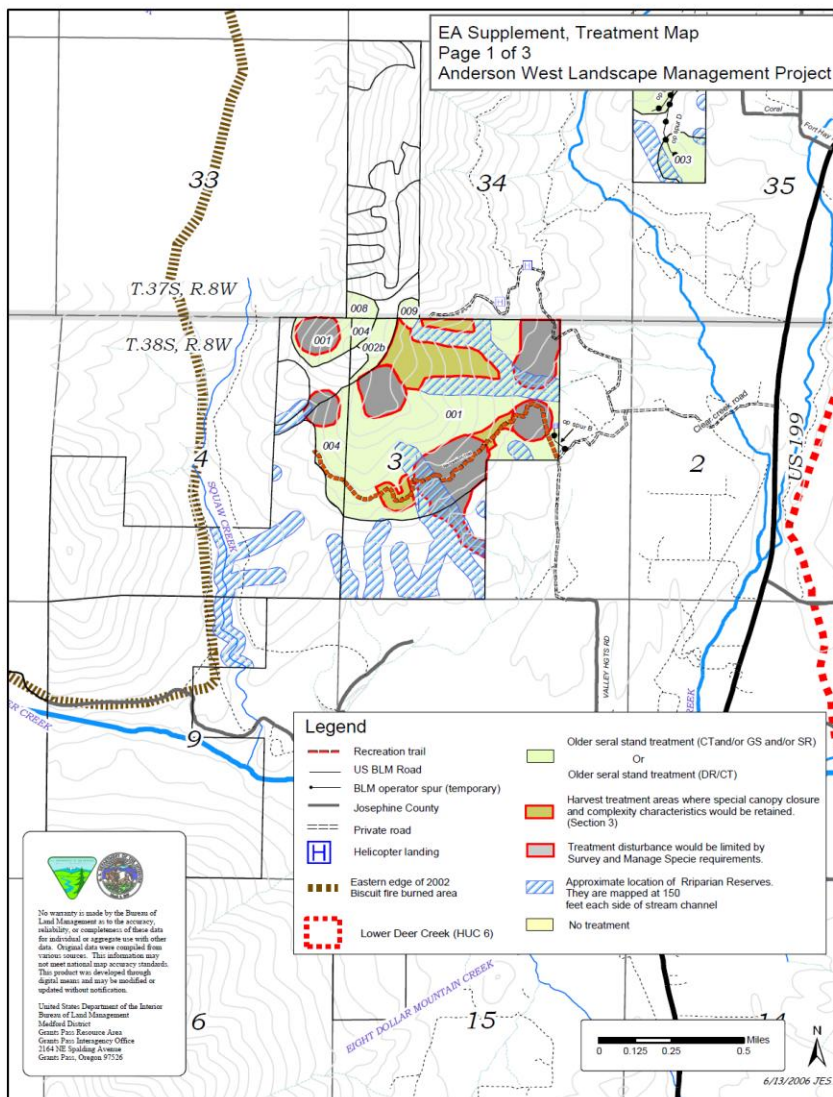 EA Supplement, Treatment Map
Page 1 of 3
Anderson West Landscape Management Project
op spur D
Coral
Fort Hay
003
33
34
35
H
H
T.37S, R.8W
T.38S, R.8W
008
009
001
004
002b
001
004
op spur B
Clear creek road
US 199
4
3
2
SQUAW CREEK
VALLEY HGTS RD
CREEK
ER CREEK
9
Legend
Recreation trail
US BLM Road
BLM operator spur (temporary)
Josephine County
Private road
H Helicopter landing
Eastern edge of 2002
Biscuit fire burned area
Lower Deer Creek (HUC 6)
Older seral stand treatment (CTand/or GS and/or SR)
Or
Older seral stand treatment (DR/CT)
Harvest treatment areas where special canopy closure
and complexity characteristics would be retained.
(Section 3)
Treatment disturbance would be limited by
Survey and Manage Specie requirements.
Approximate location of Rriparian Reserves.
They are mapped at 150
feet each side of stream channel
No treatment
No warranty is made by the Bureau of
Land Management as to the accuracy,
reliability, or completeness of these data
for individual or aggregate use with other
data. Original data were compiled from
various sources. This information may
not meet national map accuracy standards.
This product was developed through
digital means and may be modified or
updated without notification.
United States Department of the Interior
Bureau of Land Management
Medford District
Grants Pass Resource Area
Grants Pass Interagency Office
2164 NE Spalding Avenue
Grants Pass, Oregon 97526
6
15
14
EIGHT DOLLAR MOUNTAIN CREEK
Miles
0 0.125 0.25 0.5
N
6/13/2006 JES